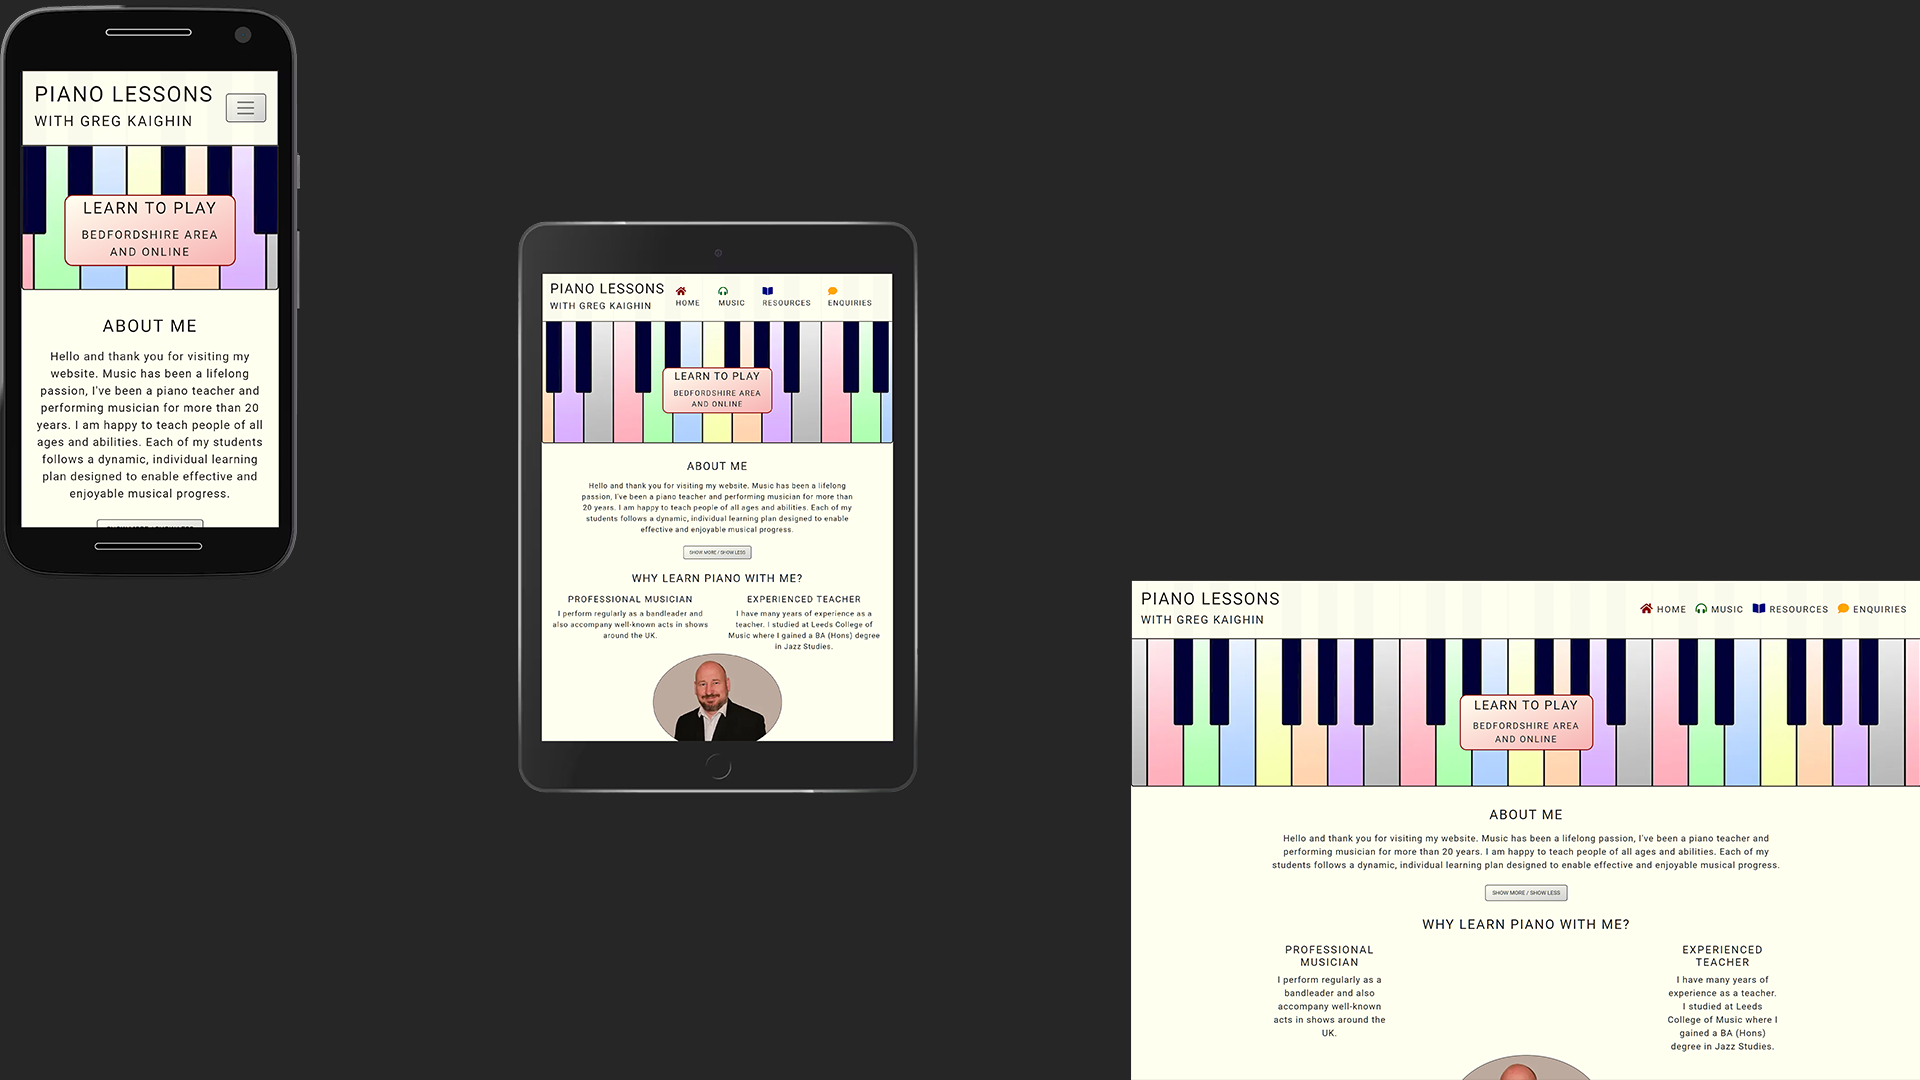 PIANO LESSONS
WITH GREG KAIGHIN
LEARN TO PLAY
BEDFORDSHIRE AREA
AND ONLINE
ABOUT ME
Hello and thank you for visiting my
website. Music has been a lifelong
passion, I've been a piano teacher and
performing musician for more than 20
years. I am happy to teach people of all
ages and abilities. Each of my students
follows a dynamic, individual learning
plan designed to enable effective and
enjoyable musical progress.
PIANO LESSONS
WITH GREG KAIGHIN
HOME MUSIC RESOURCES ENQUIRIES
LEARN TO PLAY
BEDFORDSHIRE AREA
AND ONLINE
ABOUT ME
Hello and thank you for visiting my website. Music has been a lifelong
passion, I've been a piano teacher and performing musician for more than
20 years. I am happy to teach people of all ages and abilities. Each of my
students follows a dynamic, individual learning plan designed to enable
effective and enjoyable musical progress.
SHOW MORE / SHOW LESS
WHY LEARN PIANO WITH ME?
PROFESSIONAL MUSICIAN
I perform regularly as a bandleader and
also accompany well-known acts in shows
around the UK.
EXPERIENCED TEACHER
I have many years of experience as a
teacher. I studied at Leeds College of
Music where I gained a BA (Hons) degree
in Jazz Studies.
PIANO LESSONS
WITH GREG KAIGHIN
HOME MUSIC RESOURCES ENQUIRIES
LEARN TO PLAY
BEDFORDSHIRE AREA
AND ONLINE
ABOUT ME
Hello and thank you for visiting my website. Music has been a lifelong passion, I've been a piano teacher and
performing musician for more than 20 years. I am happy to teach people of all ages and abilities. Each of my
students follows a dynamic, individual learning plan designed to enable effective and enjoyable musical progress.
SHOW MORE / SHOW LESS
WHY LEARN PIANO WITH ME?
PROFESSIONAL
MUSICIAN
I perform regularly as a
bandleader and also
accompany well-known
acts in shows around the
UK.
EXPERIENCED
TEACHER
I have many years of
experience as a teacher.
I studied at Leeds
College of Music where I
gained a BA (Hons)
degree in Jazz Studies.